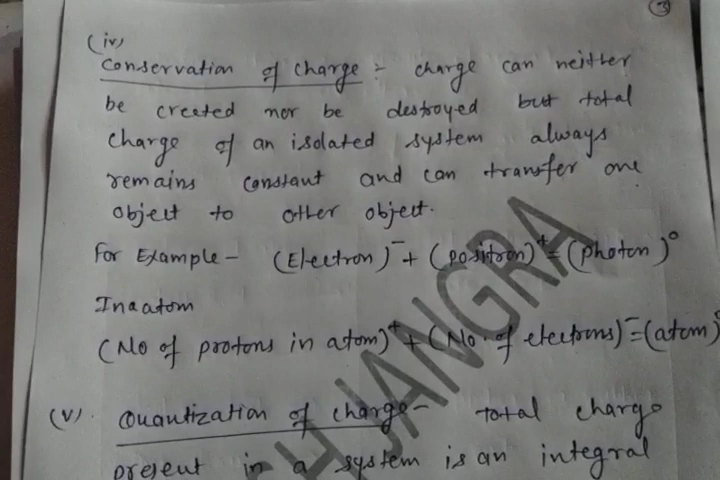 ③
(iv)
Conservation of charge :- charge can neither
be created nor be destroyed but total
charge of an isolated system always
remains constant and can transfer one
object to other object.
For Example - (Electron)⁻ + (positron)⁺ = (photon)⁰
In a atom
(No of protons in atom)⁺ + (No. of electrons)⁻ = (atom)⁰
(v). Quantization of charge - total charge
present in a system is an integral
JANGRA